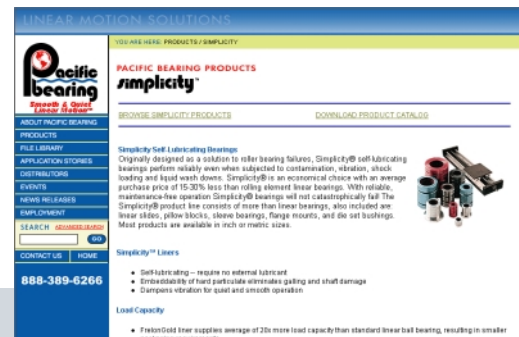 LINEAR MOTION SOLUTIONS
YOU ARE HERE: PRODUCTS / SIMPLICITY
Pacific
bearing
Smooth & Quiet
Linear Motion™
PACIFIC BEARING PRODUCTS
simplicity™
BROWSE SIMPLICITY PRODUCTS
DOWNLOAD PRODUCT CATALOG
ABOUT PACIFIC BEARING
PRODUCTS
FILE LIBRARY
APPLICATION STORIES
DISTRIBUTORS
EVENTS
NEWS RELEASES
EMPLOYMENT
SEARCH ADVANCED SEARCH
GO
CONTACT US HOME
888-389-6266
Simplicity Self-Lubricating Bearings
Originally designed as a solution to roller bearing failures, Simplicity® self-lubricating
bearings perform reliably even when subjected to contamination, vibration, shock
loading and liquid wash downs. Simplicity® is an economical choice with an average
purchase price of 15-30% less than rolling element linear bearings. With reliable,
maintenance-free operation Simplicity® bearings will not catastrophically fail! The
Simplicity® product line consists of more than linear bearings, also included are
linear slides, pillow blocks, sleeve bearings, flange mounts, and die set bushings.
Most products are available in inch or metric sizes.
Simplicity™ Liners
Self-lubricating -- require no external lubricant
Embeddability of hard particulate eliminates galling and shaft damage
Dampens vibration for quiet and smooth operation
Load Capacity
FrelonGold liner supplies average of 20x more load capacity than standard linear ball bearing, resulting in smaller